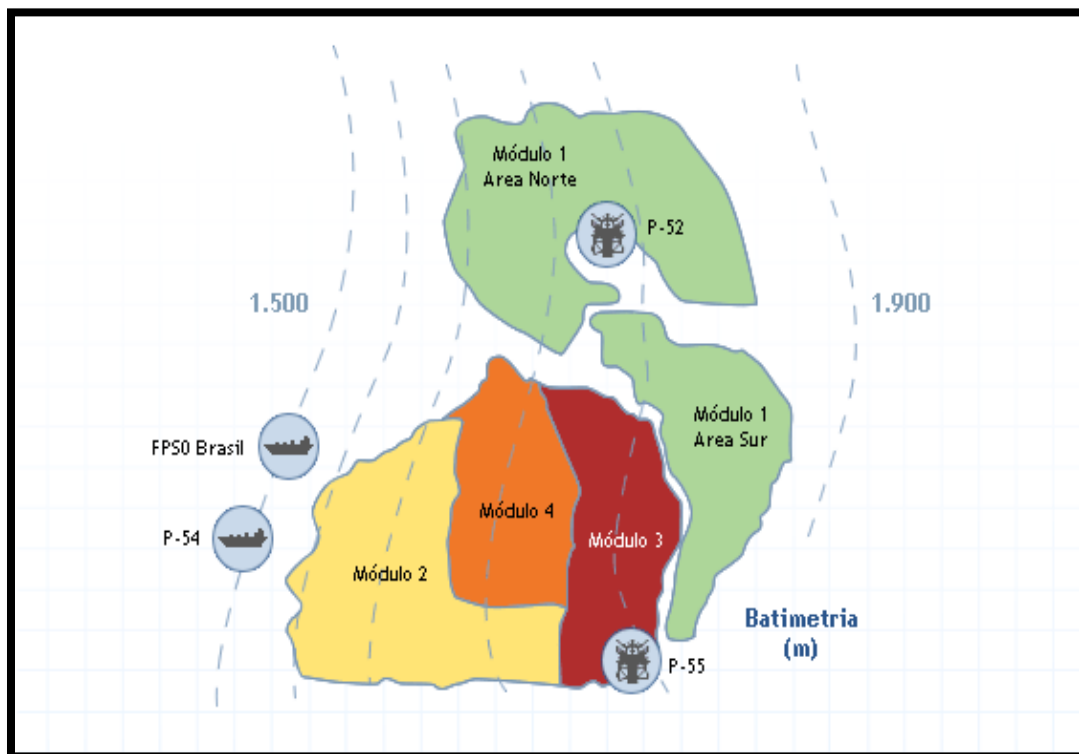 Módulo 1
Area Norte
P-52
1.500
1.900
Módulo 1
Area Sur
FPSO Brasil
Módulo 4
P-54
Módulo 3
Módulo 2
Batimetria
(m)
P-55